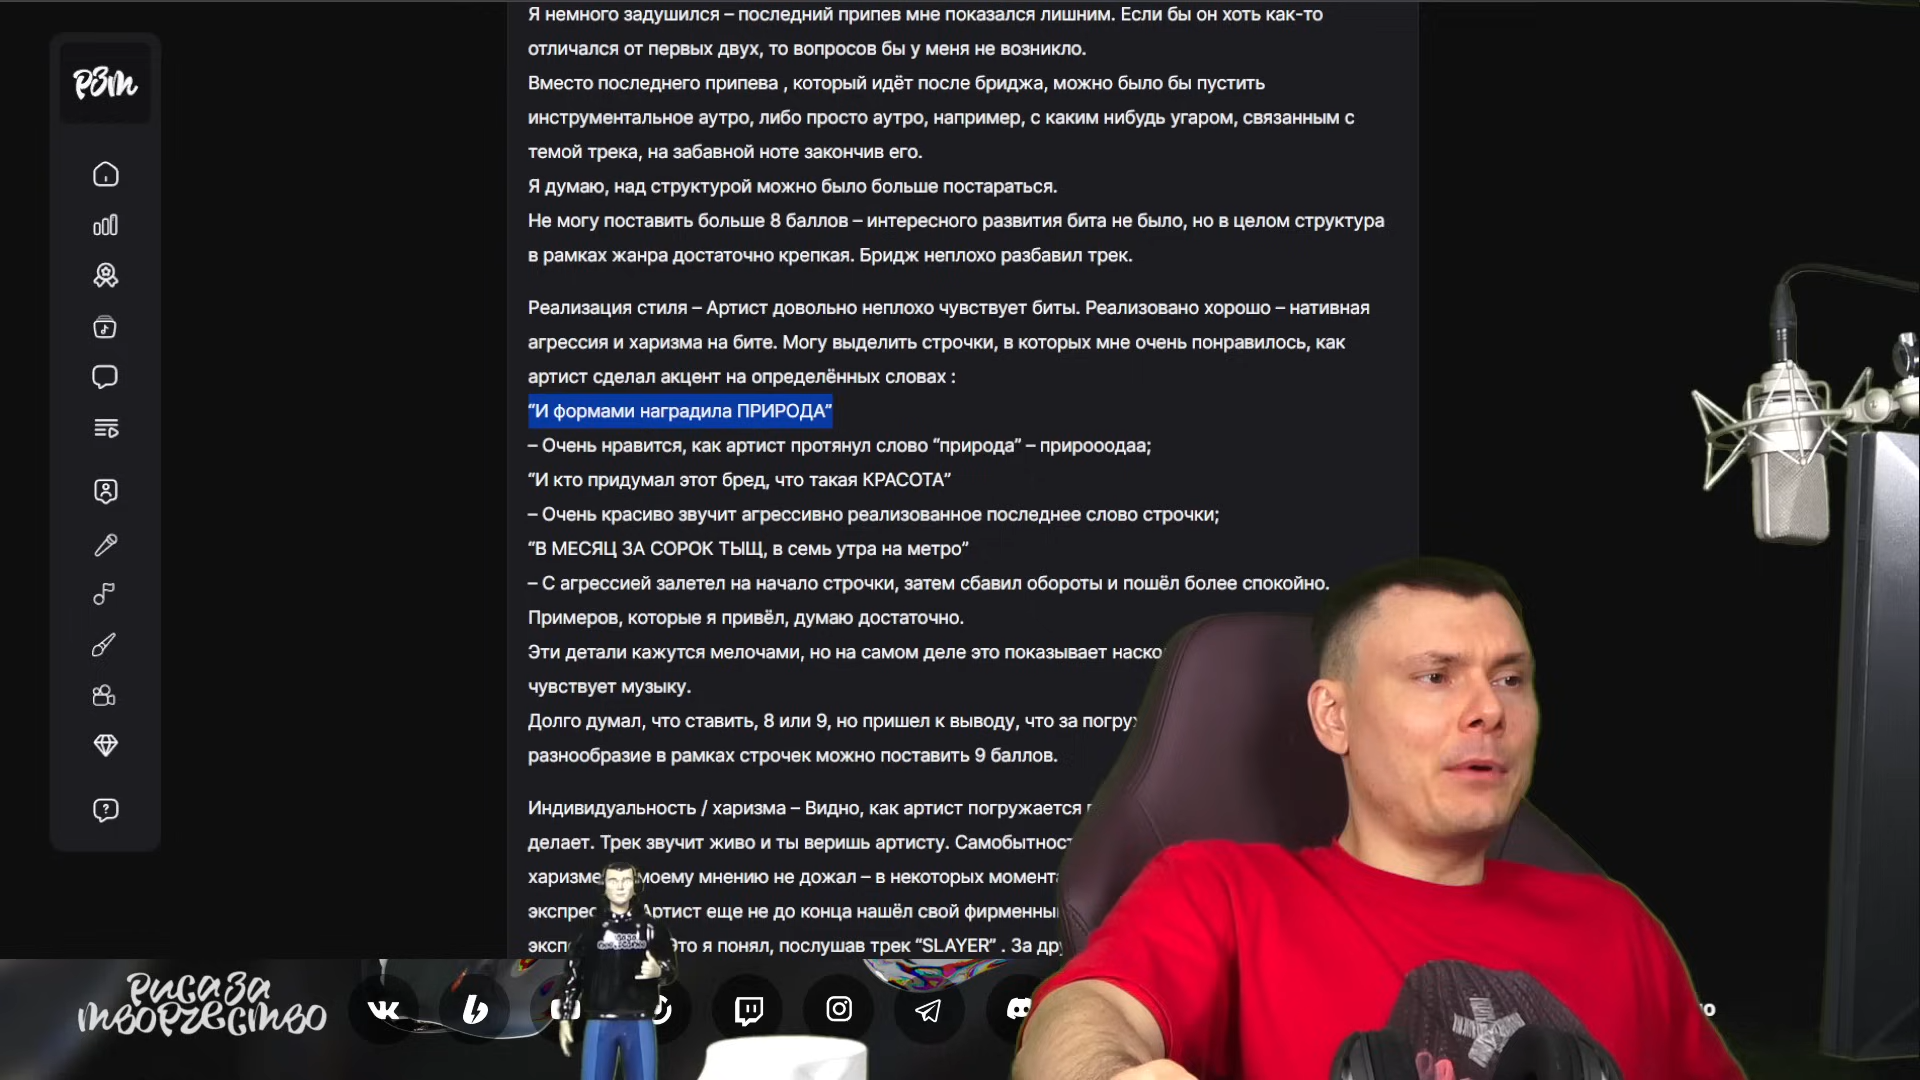 Я немного задушился – последний припев мне показался лишним. Если бы он хоть как-то
отличался от первых двух, то вопросов бы у меня не возникло.
Вместо последнего припева , который идёт после бриджа, можно было бы пустить
инструментальное аутро, либо просто аутро, например, с каким нибудь угаром, связанным с
темой трека, на забавной ноте закончив его.
Я думаю, над структурой можно было больше постараться.
Не могу поставить больше 8 баллов – интересного развития бита не было, но в целом структура
в рамках жанра достаточно крепкая. Бридж неплохо разбавил трек.
Реализация стиля – Артист довольно неплохо чувствует биты. Реализовано хорошо – нативная
агрессия и харизма на бите. Могу выделить строчки, в которых мне очень понравилось, как
артист сделал акцент на определённых словах :
“И формами наградила ПРИРОДА”
– Очень нравится, как артист протянул слово “природа” – прирооодаа;
“И кто придумал этот бред, что такая КРАСОТА”
– Очень красиво звучит агрессивно реализованное последнее слово строчки;
“В МЕСЯЦ ЗА СОРОК ТЫЩ, в семь утра на метро”
– С агрессией залетел на начало строчки, затем сбавил обороты и пошёл более спокойно.
Примеров, которые я привёл, думаю достаточно.
Эти детали кажутся мелочами, но на самом деле это показывает
чувствует музыку.
Долго думал, что ставить, 8 или 9, но пришел к выводу, что за
разнообразие в рамках строчек можно поставить 9 баллов.
Индивидуальность / харизма – Видно, как артист погружается
делает. Трек звучит живо и ты веришь артисту.
моему мнению не дожал – в некоторых
Артист еще не до конца нашёл свой
Это я понял, послушав трек “SLAYER” . За
РЗТ
риса за
творчество